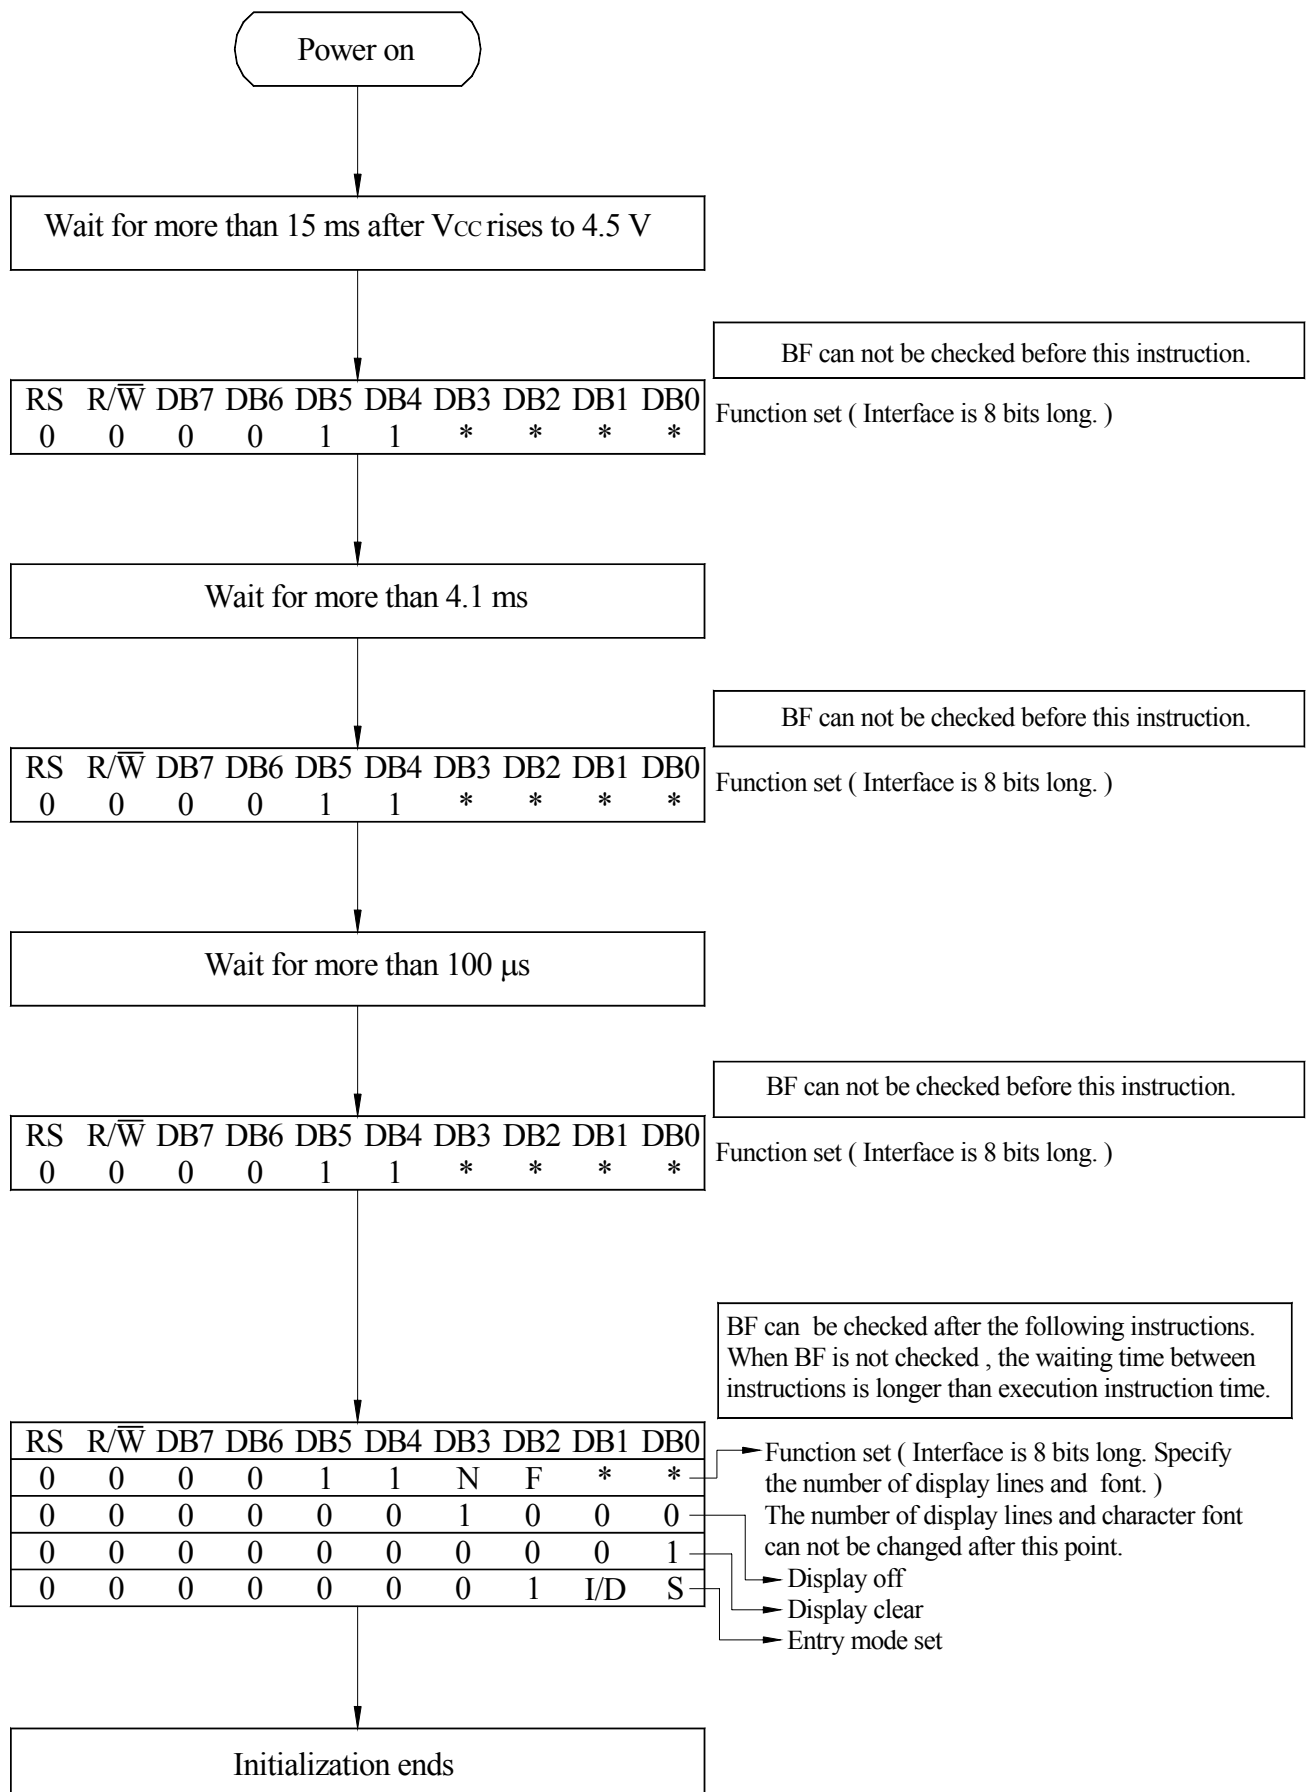 Power on
Wait for more than 15 ms after VCC rises to 4.5 V
BF can not be checked before this instruction.
RS R/W̅ DB7 DB6 DB5 DB4 DB3 DB2 DB1 DB0
0 0 0 0 1 1 * * * *
Function set ( Interface is 8 bits long. )
Wait for more than 4.1 ms
BF can not be checked before this instruction.
RS R/W̅ DB7 DB6 DB5 DB4 DB3 DB2 DB1 DB0
0 0 0 0 1 1 * * * *
Function set ( Interface is 8 bits long. )
Wait for more than 100 μs
BF can not be checked before this instruction.
RS R/W̅ DB7 DB6 DB5 DB4 DB3 DB2 DB1 DB0
0 0 0 0 1 1 * * * *
Function set ( Interface is 8 bits long. )
BF can be checked after the following instructions.
When BF is not checked , the waiting time between
instructions is longer than execution instruction time.
RS R/W̅ DB7 DB6 DB5 DB4 DB3 DB2 DB1 DB0
0 0 0 0 1 1 N F * *
0 0 0 0 0 0 1 0 0 0
0 0 0 0 0 0 0 0 0 1
0 0 0 0 0 0 0 1 I/D S
Function set ( Interface is 8 bits long. Specify
the number of display lines and font. )
The number of display lines and character font
can not be changed after this point.
Display off
Display clear
Entry mode set
Initialization ends